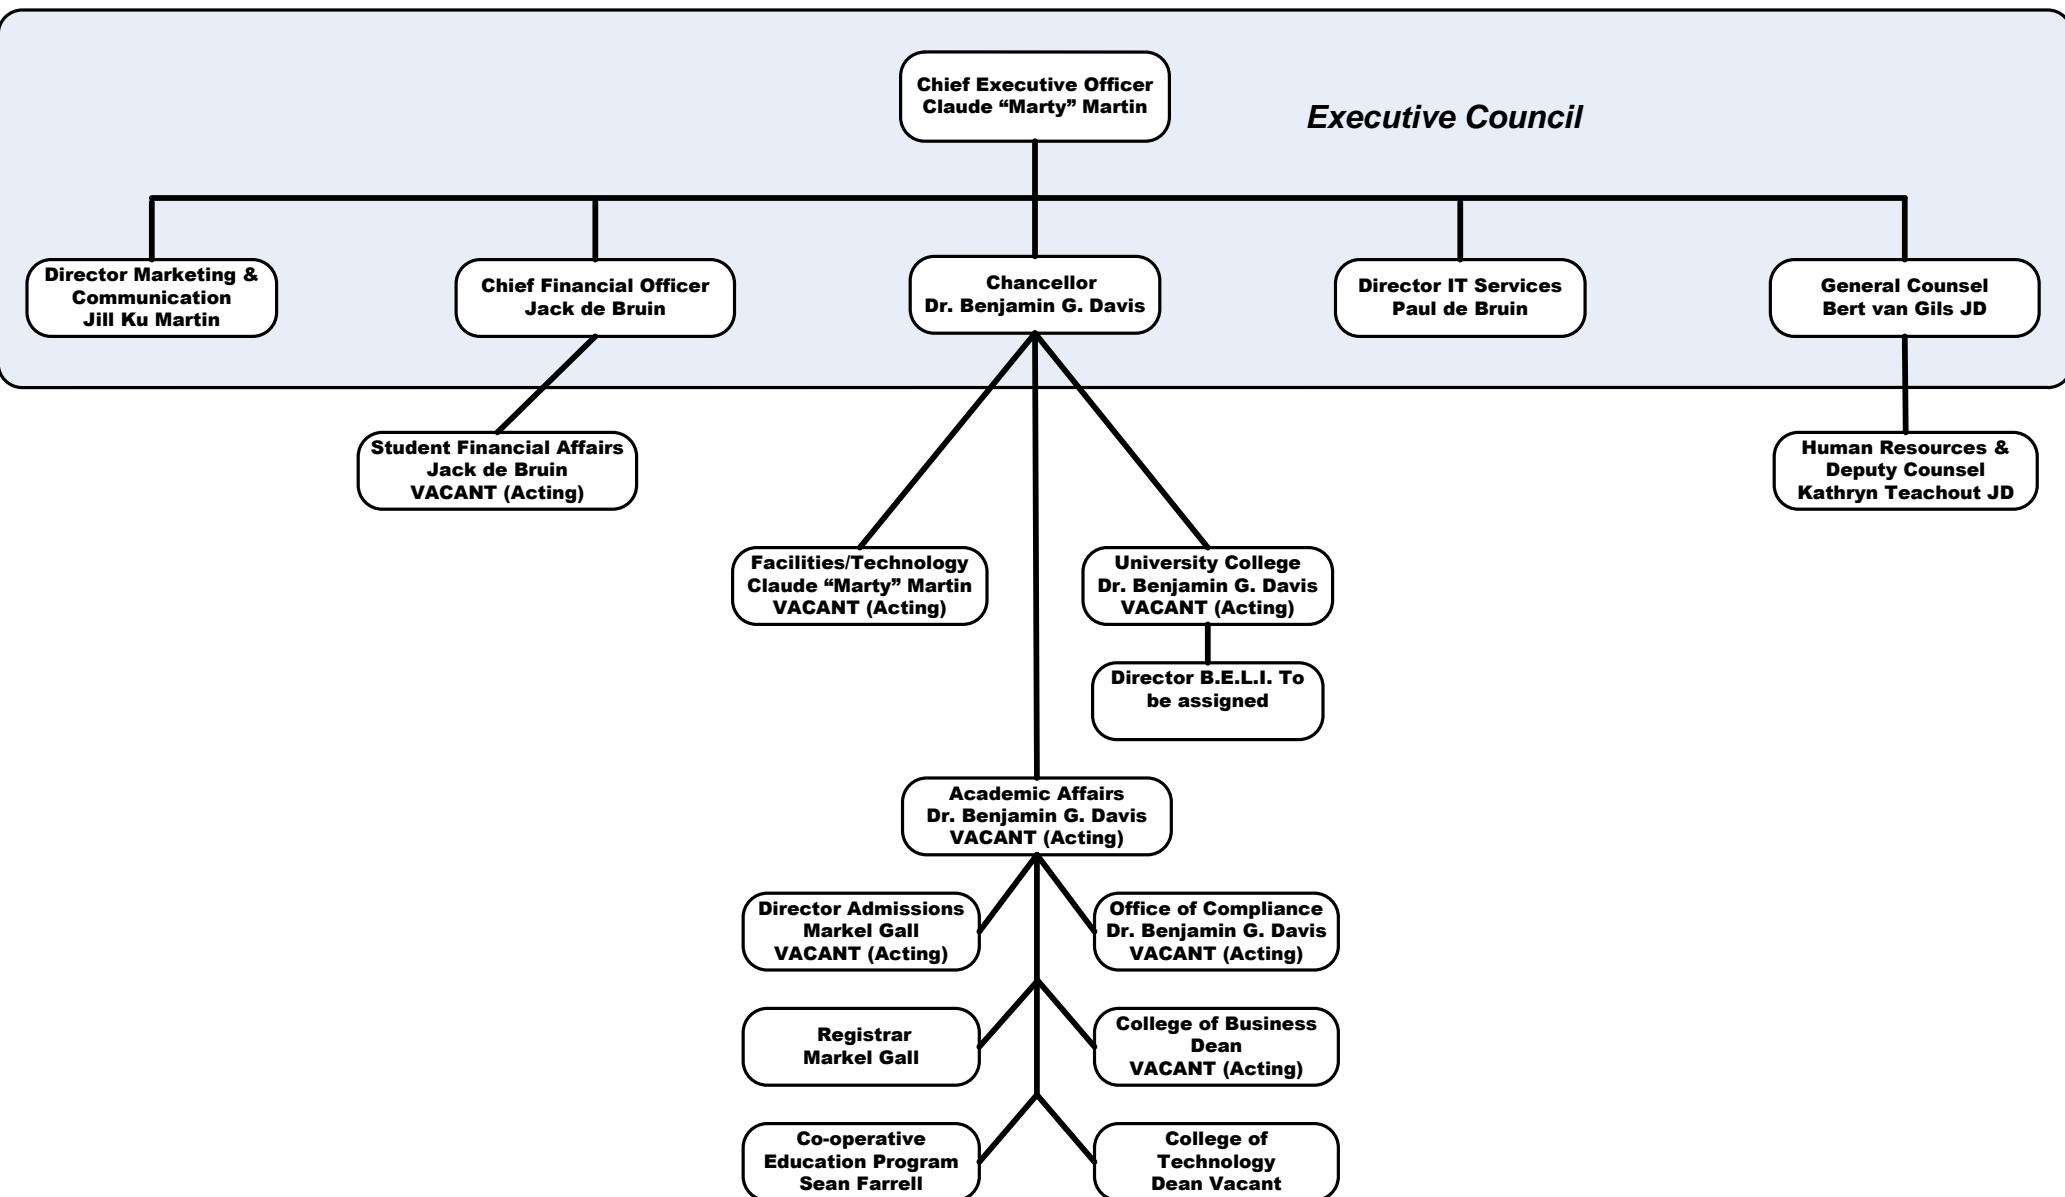 Chief Executive Officer
Claude “Marty” Martin
Executive Council
Director Marketing &
Communication
Jill Ku Martin
Chief Financial Officer
Jack de Bruin
Chancellor
Dr. Benjamin G. Davis
Director IT Services
Paul de Bruin
General Counsel
Bert van Gils JD
Student Financial Affairs
Jack de Bruin
VACANT (Acting)
Human Resources &
Deputy Counsel
Kathryn Teachout JD
Facilities/Technology
Claude “Marty” Martin
VACANT (Acting)
University College
Dr. Benjamin G. Davis
VACANT (Acting)
Director B.E.L.I. To
be assigned
Academic Affairs
Dr. Benjamin G. Davis
VACANT (Acting)
Director Admissions
Markel Gall
VACANT (Acting)
Office of Compliance
Dr. Benjamin G. Davis
VACANT (Acting)
Registrar
Markel Gall
College of Business
Dean
VACANT (Acting)
Co-operative
Education Program
Sean Farrell
College of
Technology
Dean Vacant